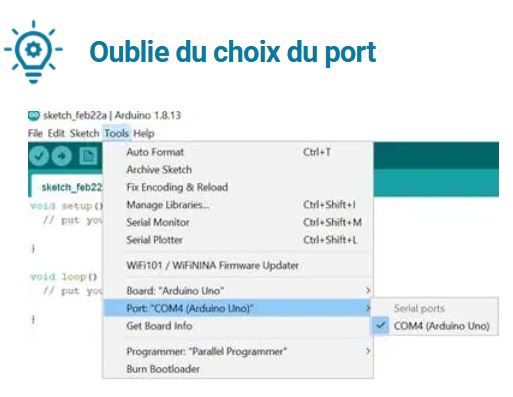 Oublie du choix du port
sketch_feb22a | Arduino 1.8.13
File Edit Sketch Tools Help
Auto Format Ctrl+T
Archive Sketch
sketch_feb22
Fix Encoding & Reload
void setup()
Manage Libraries... Ctrl+Shift+I
// put you
Serial Monitor Ctrl+Shift+M
Serial Plotter Ctrl+Shift+L
}
WiFi101 / WiFiNINA Firmware Updater
void loop()
// put you
Board: "Arduino Uno" >
Port: "COM4 (Arduino Uno)" >
Serial ports
}
Get Board Info
✓ COM4 (Arduino Uno)
Programmer: "Parallel Programmer" >
Burn Bootloader